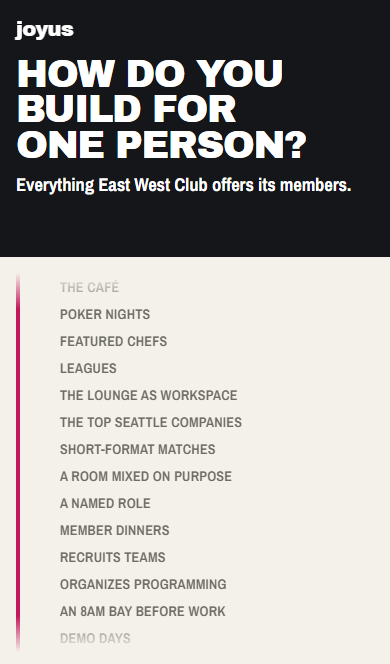 joyus
HOW DO YOU
BUILD FOR
ONE PERSON?
Everything East West Club offers its members.
THE CAFÉ
POKER NIGHTS
FEATURED CHEFS
LEAGUES
THE LOUNGE AS WORKSPACE
THE TOP SEATTLE COMPANIES
SHORT-FORMAT MATCHES
A ROOM MIXED ON PURPOSE
A NAMED ROLE
MEMBER DINNERS
RECRUITS TEAMS
ORGANIZES PROGRAMMING
AN 8AM BAY BEFORE WORK
DEMO DAYS